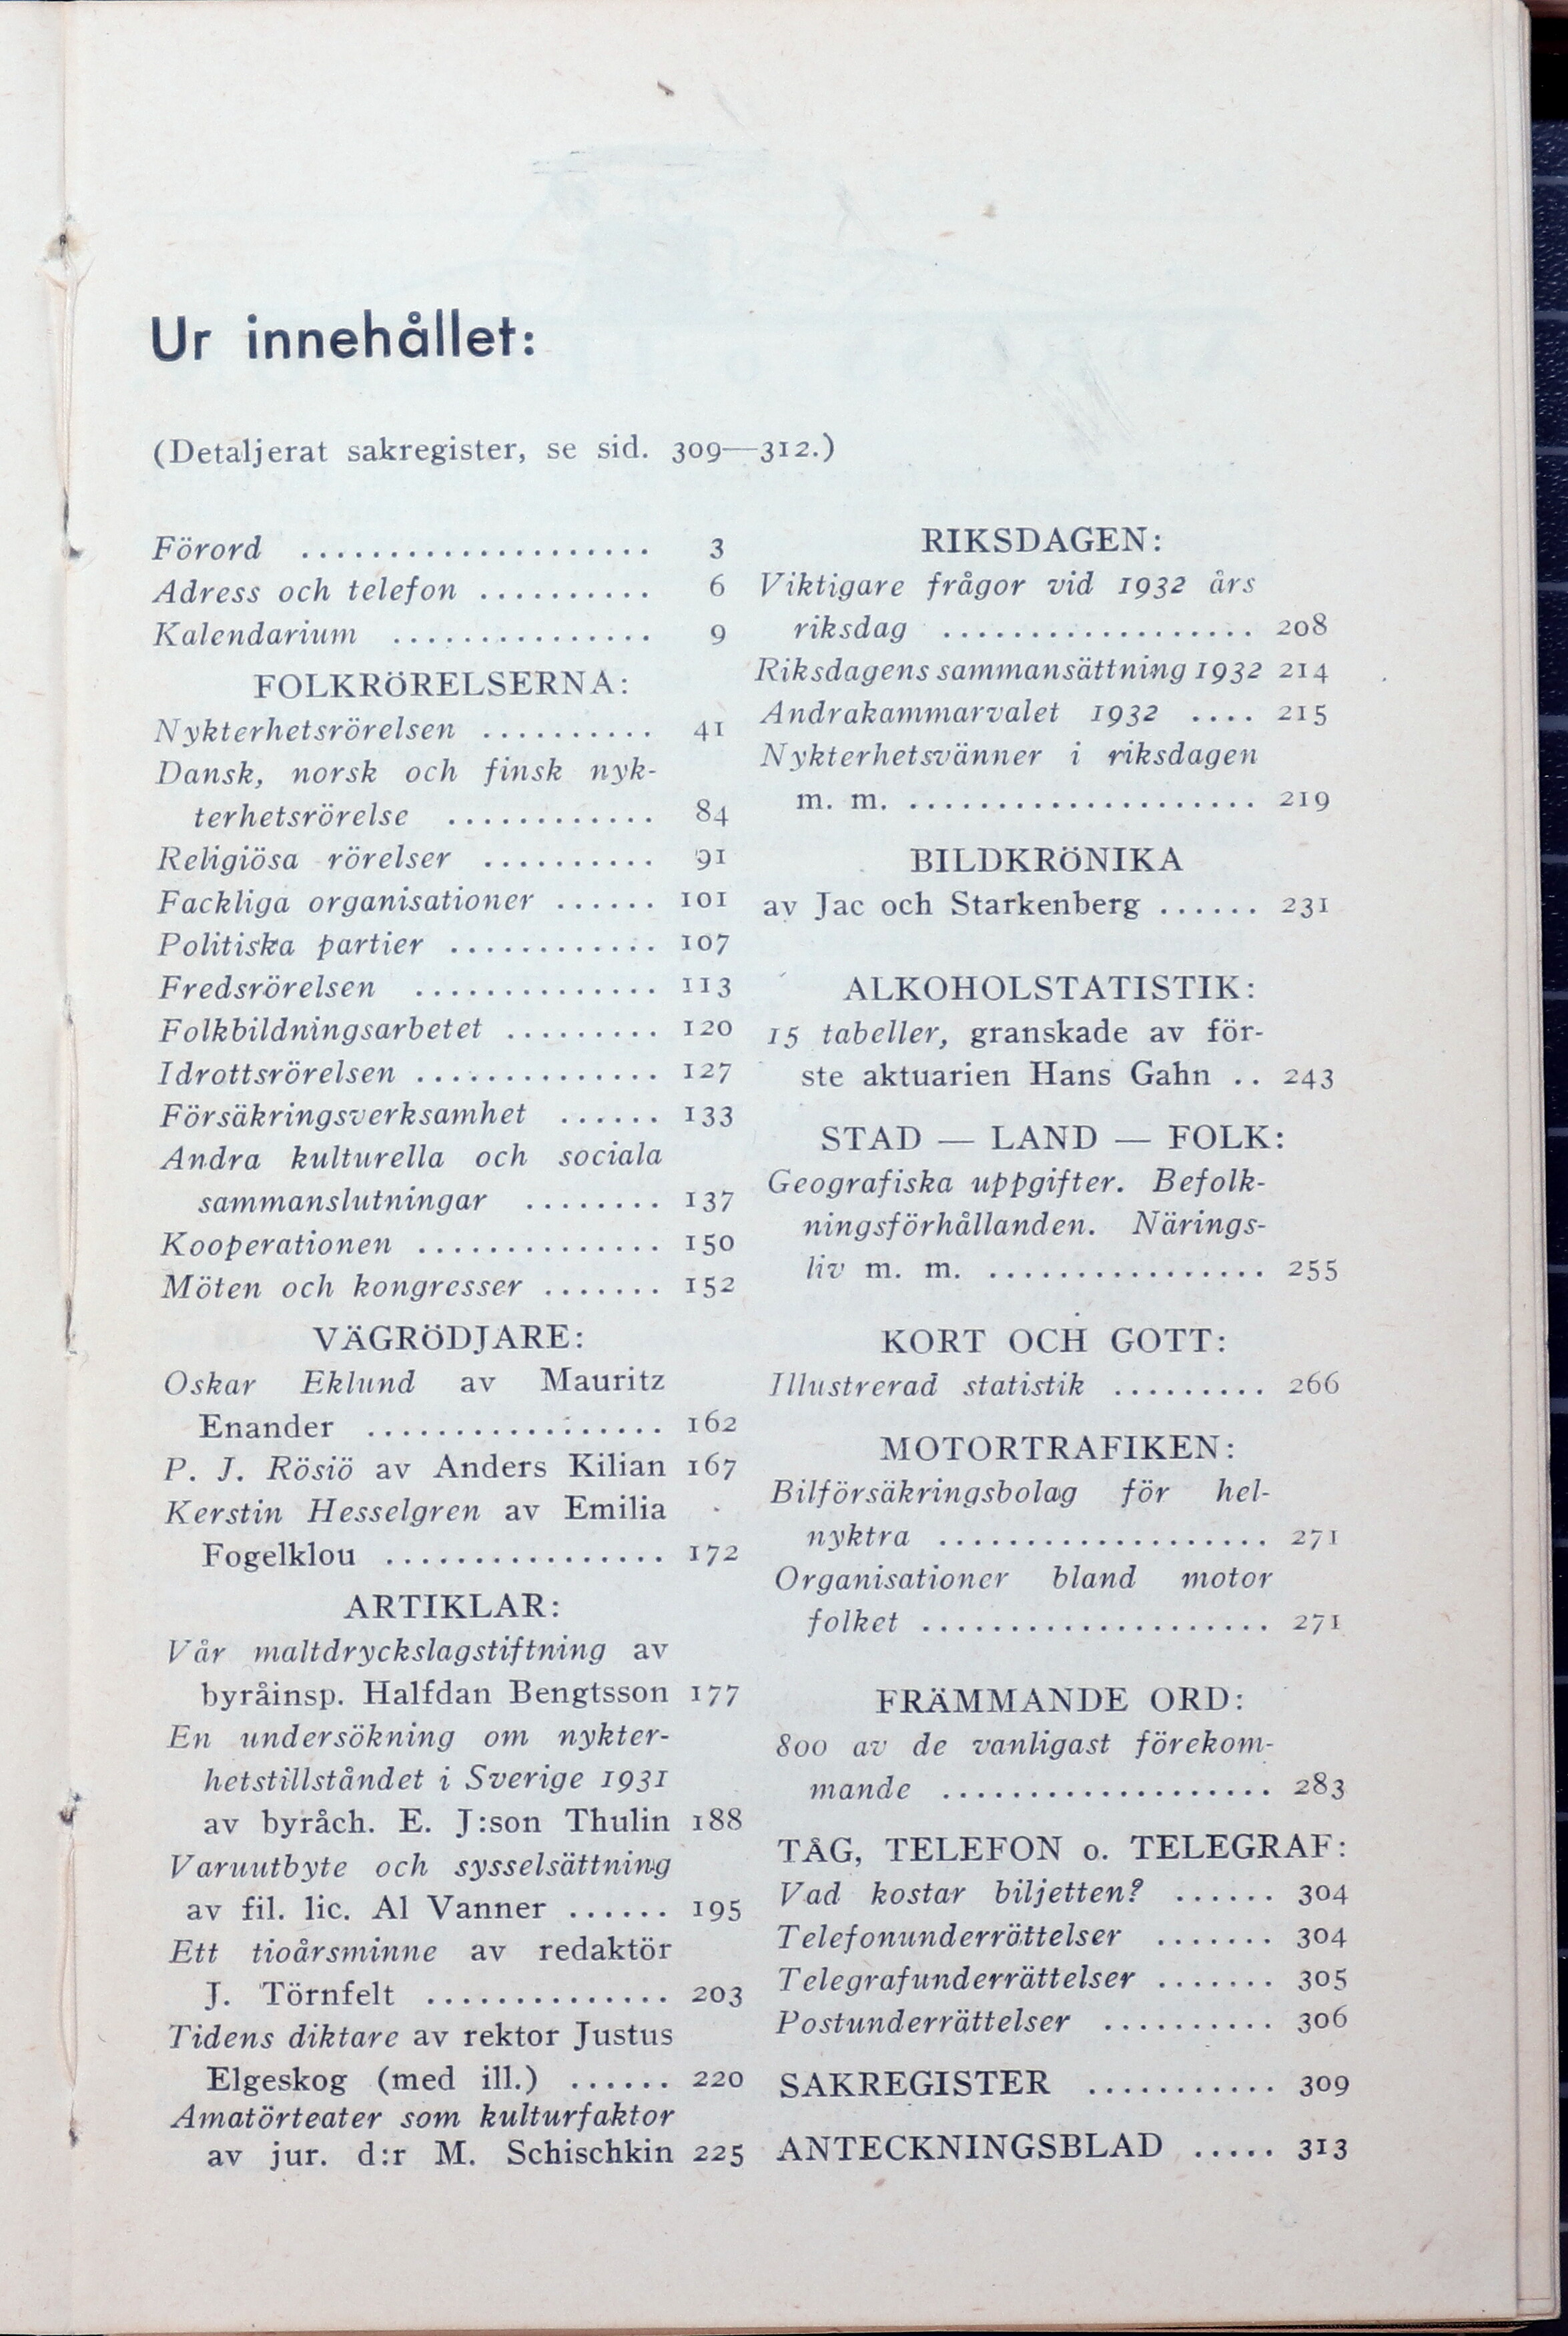 Ur innehållet:
(Detaljerat sakregister, se sid. 309—312.)
Förord .................... 3
Adress och telefon .......... 6
Kalendarium ............... 9
FOLKRÖRELSERNA:
Nykterhetsrörelsen .......... 41
Dansk, norsk och finsk nyk-
terhetsrörelse ............ 84
Religiösa rörelser .......... 91
Fackliga organisationer ...... 101
Politiska partier ............ 107
Fredsrörelsen .............. 113
Folkbildningsarbetet ......... 120
Idrottsrörelsen .............. 127
Försäkringsverksamhet ...... 133
Andra kulturella och sociala
sammanslutningar ........ 137
Kooperationen .............. 150
Möten och kongresser ....... 152
VÄGRÖDJARE:
Oskar Eklund av Mauritz
Enander ................. 162
P. J. Rösiö av Anders Kilian 167
Kerstin Hesselgren av Emilia
Fogelklou ................ 172
ARTIKLAR:
Vår maltdryckslagstiftning av
byråinsp. Halfdan Bengtsson 177
En undersökning om nykter-
hetstillståndet i Sverige 1931
av byråch. E. J:son Thulin 188
Varuutbyte och sysselsättning
av fil. lic. Al Vanner ...... 195
Ett tioårsminne av redaktör
J. Törnfelt .............. 203
Tidens diktare av rektor Justus
Elgeskog (med ill.) ...... 220
Amatörteater som kulturfaktor
av jur. d:r M. Schischkin 225
RIKSDAGEN:
Viktigare frågor vid 1932 års
riksdag .................. 208
Riksdagens sammansättning 1932 214
Andrakammarvalet 1932 .... 215
Nykterhetsvänner i riksdagen
m. m. .................... 219
BILDKRÖNIKA
av Jac och Starkenberg ...... 231
ALKOHOLSTATISTIK:
15 tabeller, granskade av för-
ste aktuarien Hans Gahn .. 243
STAD — LAND — FOLK:
Geografiska uppgifter. Befolk-
ningsförhållanden. Närings-
liv m. m. ................ 255
KORT OCH GOTT:
Illustrerad statistik ......... 266
MOTORTRAFIKEN:
Bilförsäkringsbolag för hel-
nyktra ................... 271
Organisationer bland motor
folket .................... 271
FRÄMMANDE ORD:
800 av de vanligast förekom-
mande ................... 283
TÅG, TELEFON o. TELEGRAF:
Vad kostar biljetten? ...... 304
Telefonunderrättelser ....... 304
Telegrafunderrättelser ....... 305
Postunderrättelser .......... 306
SAKREGISTER ........... 309
ANTECKNINGSBLAD ..... 313